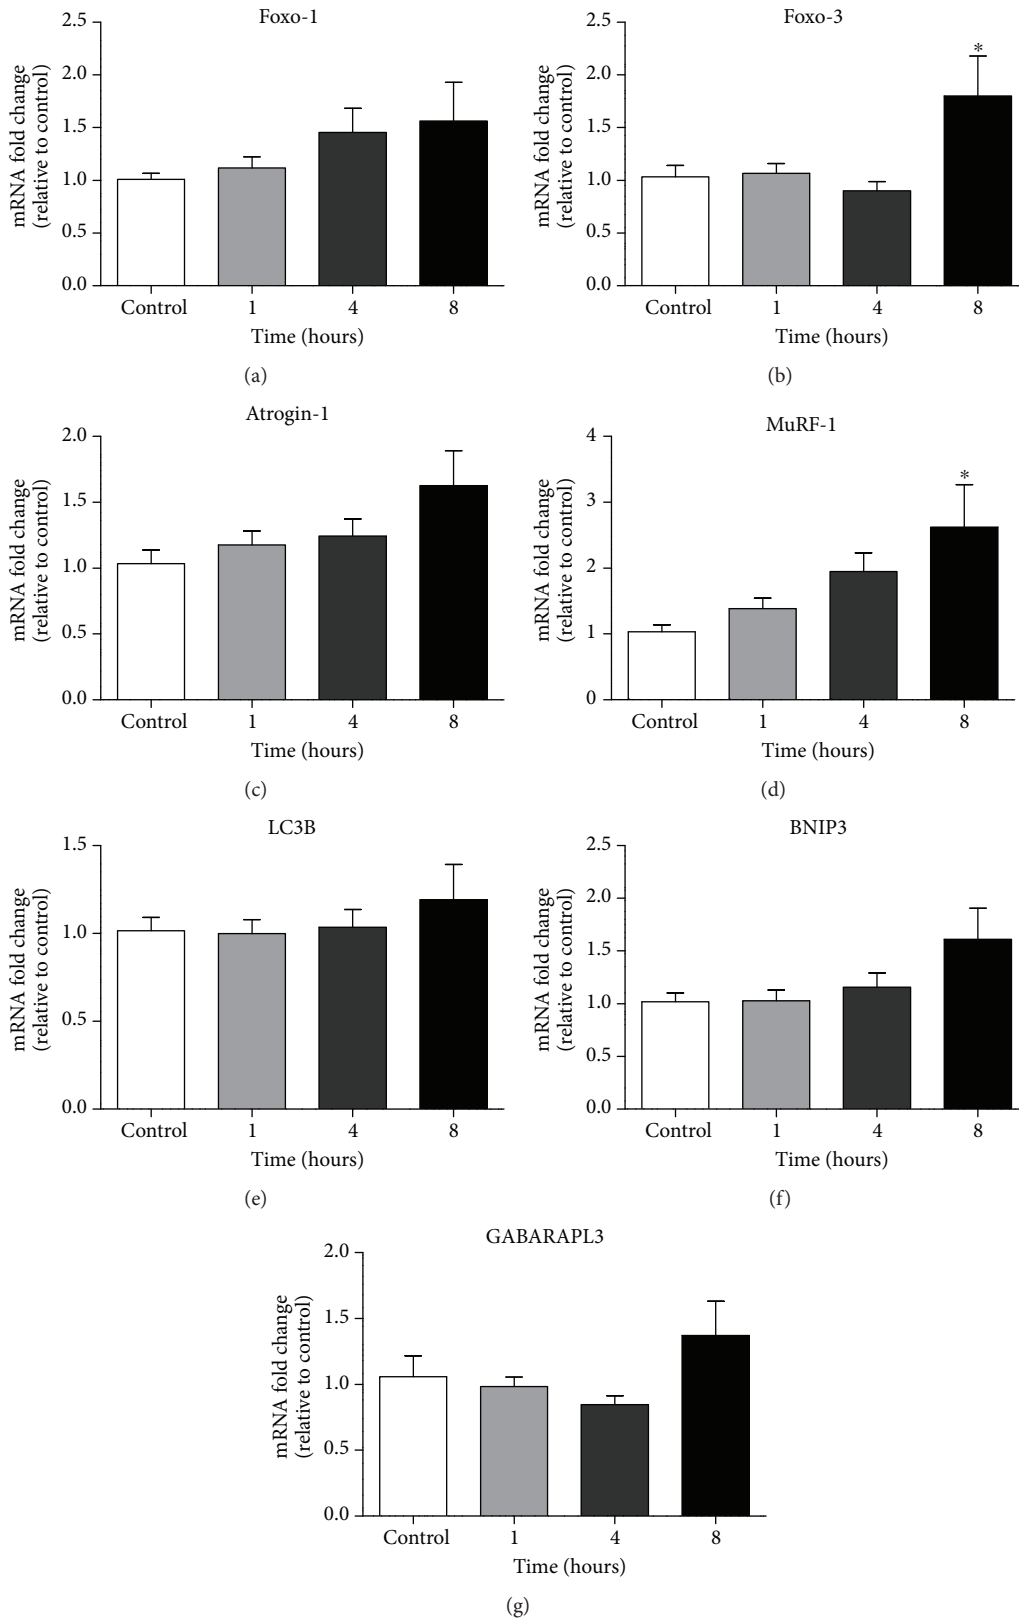 Foxo-1
mRNA fold change
(relative to control)
2.5
2.0
1.5
1.0
0.5
0.0
Control 1 4 8
Time (hours)
(a)
Foxo-3
mRNA fold change
(relative to control)
2.5
2.0
1.5
1.0
0.5
0.0
*
Control 1 4 8
Time (hours)
(b)
Atrogin-1
mRNA fold change
(relative to control)
2.0
1.5
1.0
0.5
0.0
Control 1 4 8
Time (hours)
(c)
MuRF-1
mRNA fold change
(relative to control)
4
3
2
1
0
*
Control 1 4 8
Time (hours)
(d)
LC3B
mRNA fold change
(relative to control)
1.5
1.0
0.5
0.0
Control 1 4 8
Time (hours)
(e)
BNIP3
mRNA fold change
(relative to control)
2.5
2.0
1.5
1.0
0.5
0.0
Control 1 4 8
Time (hours)
(f)
GABARAPL3
mRNA fold change
(relative to control)
2.0
1.5
1.0
0.5
0.0
Control 1 4 8
Time (hours)
(g)